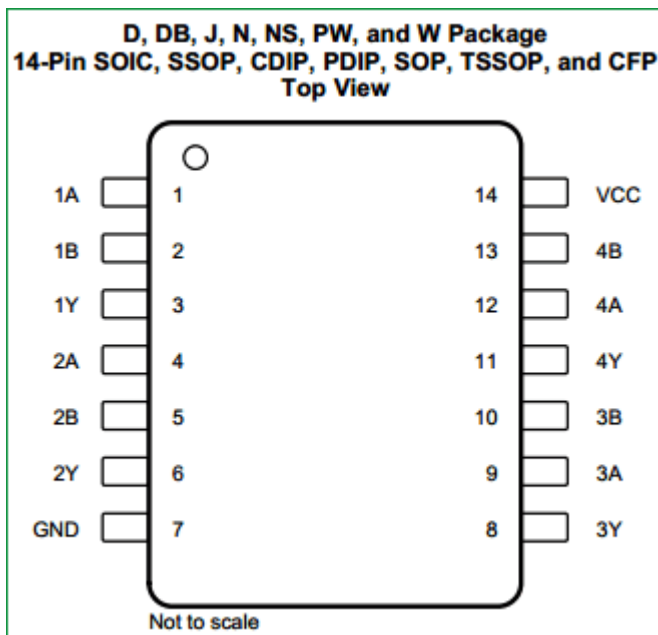 D, DB, J, N, NS, PW, and W Package
14-Pin SOIC, SSOP, CDIP, PDIP, SOP, TSSOP, and CFP
Top View
1A 1 14 VCC
1B 2 13 4B
1Y 3 12 4A
2A 4 11 4Y
2B 5 10 3B
2Y 6 9 3A
GND 7 8 3Y
Not to scale